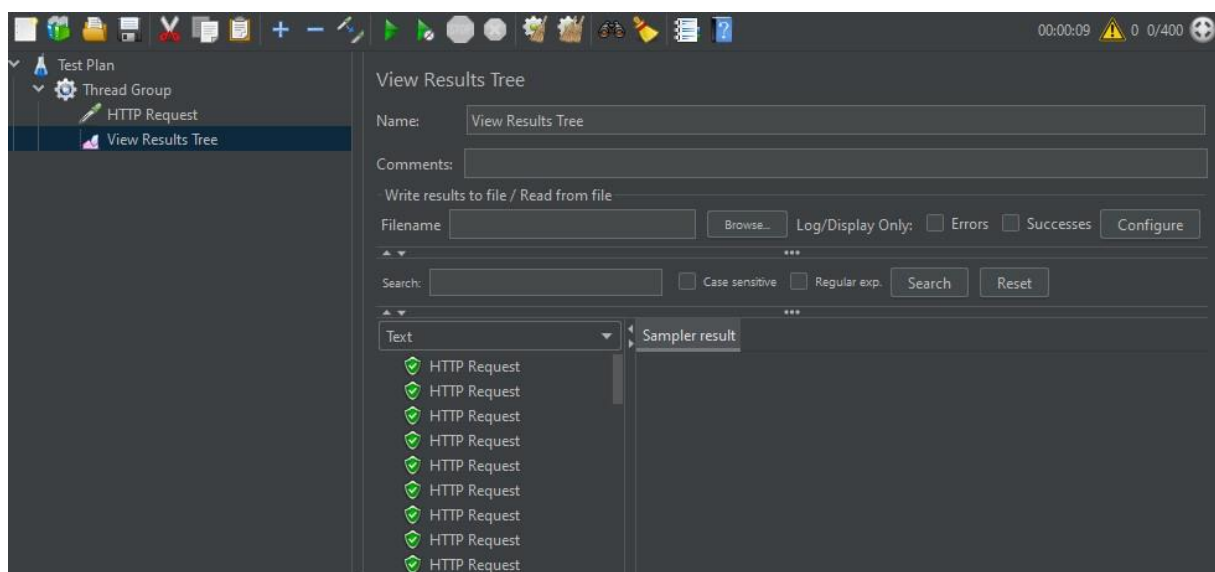 00:00:09 0 0/400
Test Plan
Thread Group
HTTP Request
View Results Tree
View Results Tree
Name: View Results Tree
Comments:
Write results to file / Read from file
Filename Browse... Log/Display Only: Errors Successes Configure
Search: Case sensitive Regular exp. Search Reset
Text Sampler result
HTTP Request
HTTP Request
HTTP Request
HTTP Request
HTTP Request
HTTP Request
HTTP Request
HTTP Request
HTTP Request